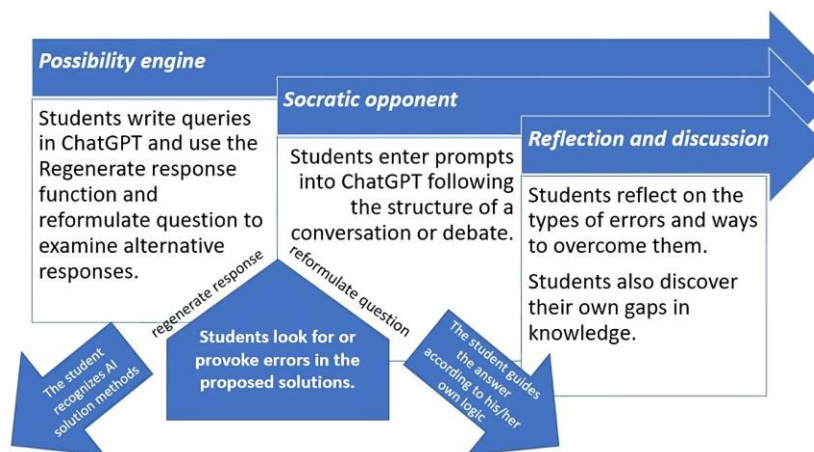 Possibility engine
Students write queries
in ChatGPT and use the
Regenerate response
function and
reformulate question to
examine alternative
responses.
Socratic opponent
Students enter prompts
into ChatGPT following
the structure of a
conversation or debate.
Reflection and discussion
Students reflect on the
types of errors and ways
to overcome them.
Students also discover
their own gaps in
knowledge.
regenerate response
reformulate question
Students look for or
provoke errors in the
proposed solutions.
The student
recognizes AI
solution methods
The student guides
the answer
according to his/her
own logic